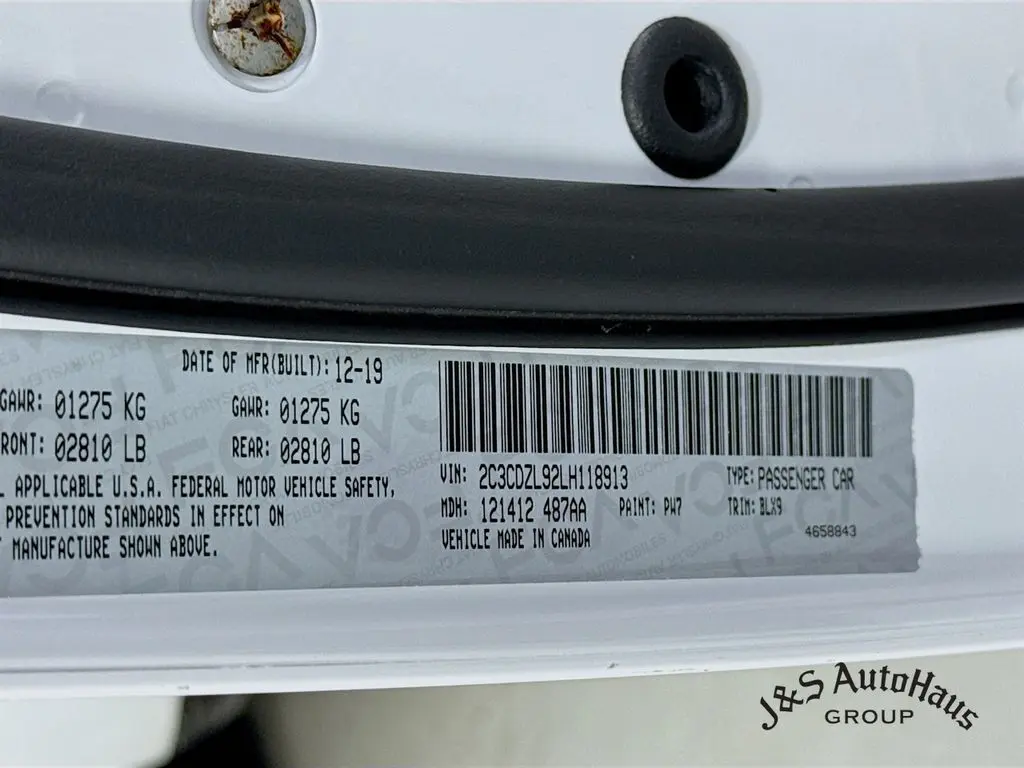 DATE OF MFR(BUILT): 12-19
GAWR: 01275 KG GAWR: 01275 KG
FRONT: 02810 LB REAR: 02810 LB
APPLICABLE U.S.A. FEDERAL MOTOR VEHICLE SAFETY,
PREVENTION STANDARDS IN EFFECT ON
MANUFACTURE SHOWN ABOVE.
VIN: 2C3CDZL92LH118913 TYPE: PASSENGER CAR
MDH: 121412 487AA PAINT: PW7 TRIM: BLX9
VEHICLE MADE IN CANADA 4658843
J&S AutoHaus
GROUP